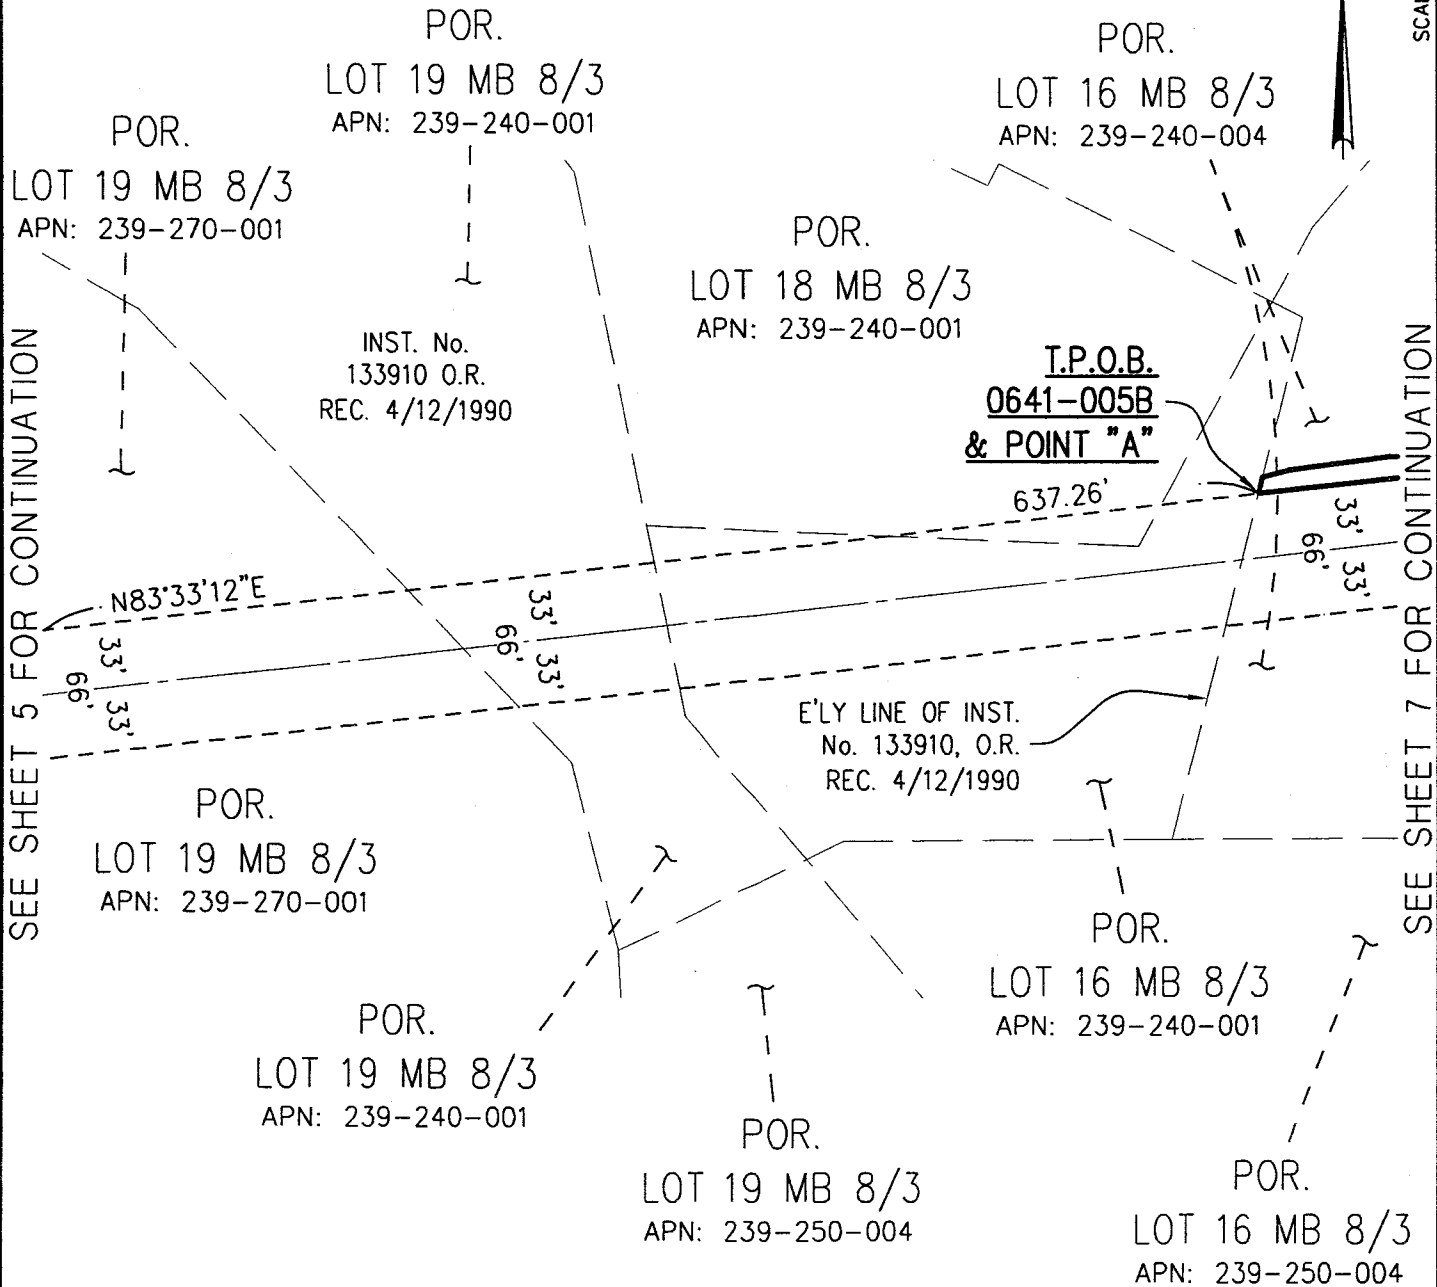 POR.
LOT 19 MB 8/3
APN: 239-240-001
POR.
LOT 16 MB 8/3
APN: 239-240-004
POR.
LOT 19 MB 8/3
APN: 239-270-001
POR.
LOT 18 MB 8/3
APN: 239-240-001
INST. No.
133910 O.R.
REC. 4/12/1990
T.P.O.B.
0641-005B
& POINT "A"
637.26'
N83°33'12"E
33'
66'
33'
33'
66'
33'
33'
66'
33'
SEE SHEET 5 FOR CONTINUATION
SEE SHEET 7 FOR CONTINUATION
E'LY LINE OF INST.
No. 133910, O.R.
REC. 4/12/1990
POR.
LOT 19 MB 8/3
APN: 239-270-001
POR.
LOT 16 MB 8/3
APN: 239-240-001
POR.
LOT 19 MB 8/3
APN: 239-240-001
POR.
LOT 19 MB 8/3
APN: 239-250-004
POR.
LOT 16 MB 8/3
APN: 239-250-004